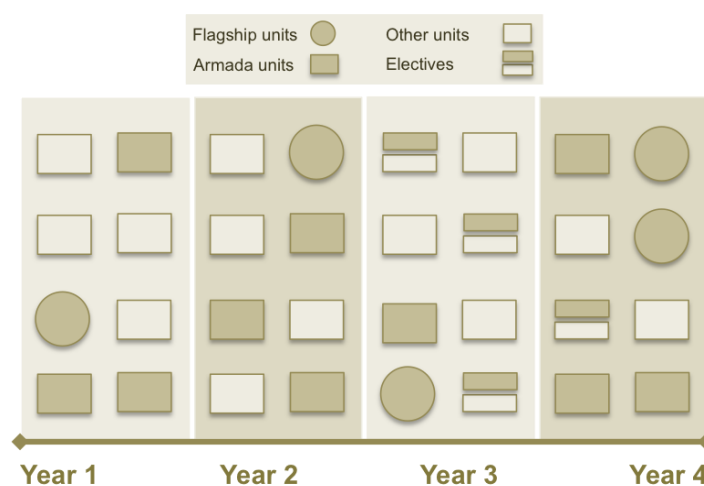 Flagship units
Other units
Armada units
Electives
Year 1
Year 2
Year 3
Year 4